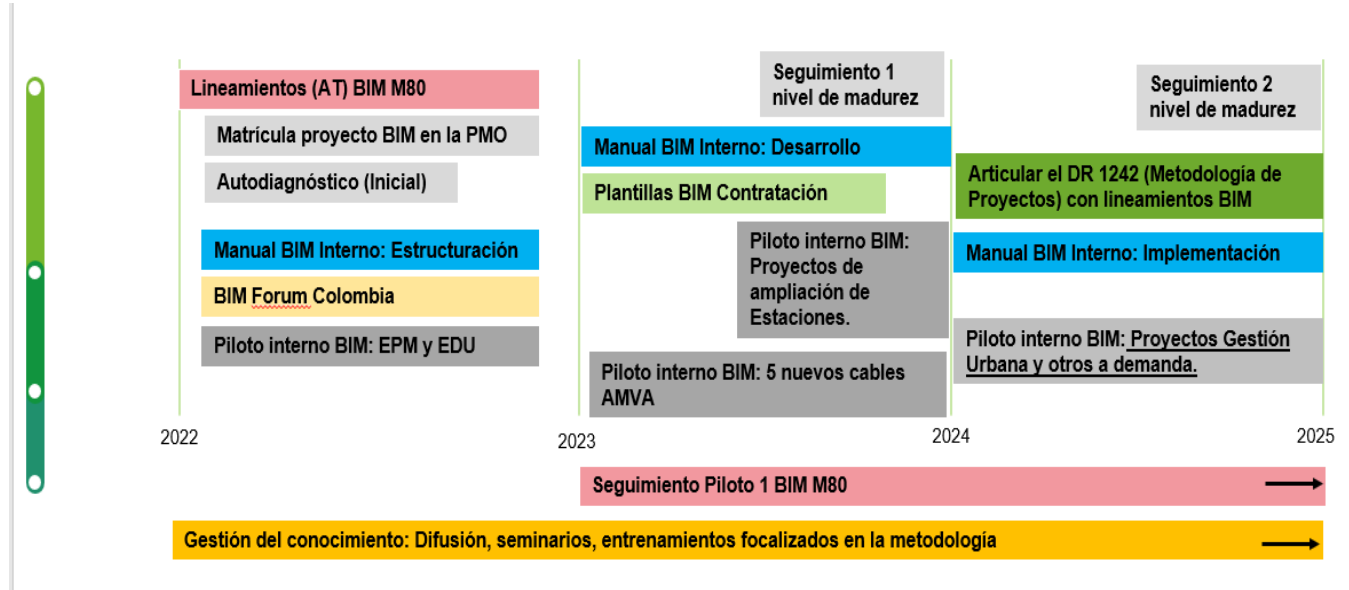 Lineamientos (AT) BIM M80
Matrícula proyecto BIM en la PMO
Autodiagnóstico (Inicial)
Manual BIM Interno: Estructuración
BIM Forum Colombia
Piloto interno BIM: EPM y EDU
Seguimiento 1
nivel de madurez
Manual BIM Interno: Desarrollo
Plantillas BIM Contratación
Piloto interno BIM:
Proyectos de
ampliación de
Estaciones.
Piloto interno BIM: 5 nuevos cables
AMVA
Seguimiento 2
nivel de madurez
Articular el DR 1242 (Metodología de
Proyectos) con lineamientos BIM
Manual BIM Interno: Implementación
Piloto interno BIM: Proyectos Gestión
Urbana y otros a demanda.
2022
2023
2024
2025
Seguimiento Piloto 1 BIM M80
Gestión del conocimiento: Difusión, seminarios, entrenamientos focalizados en la metodología